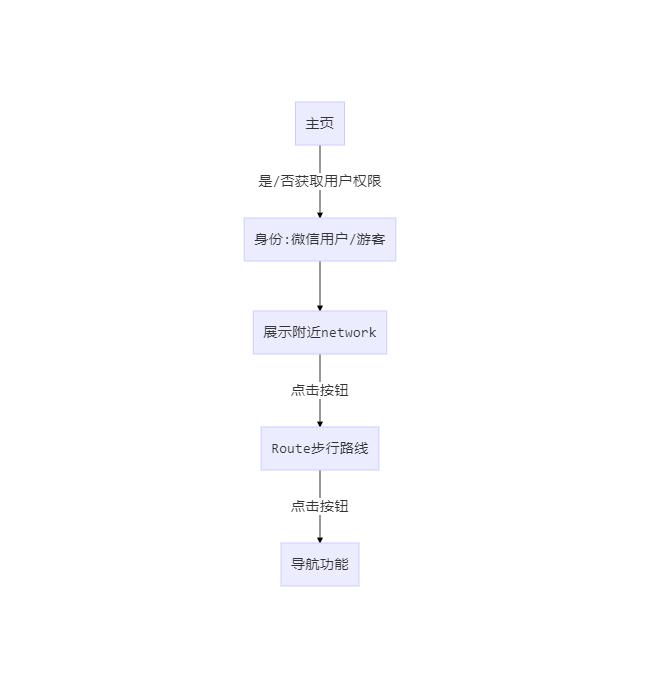 主页
是/否获取用户权限
身份:微信用户/游客
展示附近network
点击按钮
Route步行路线
点击按钮
导航功能